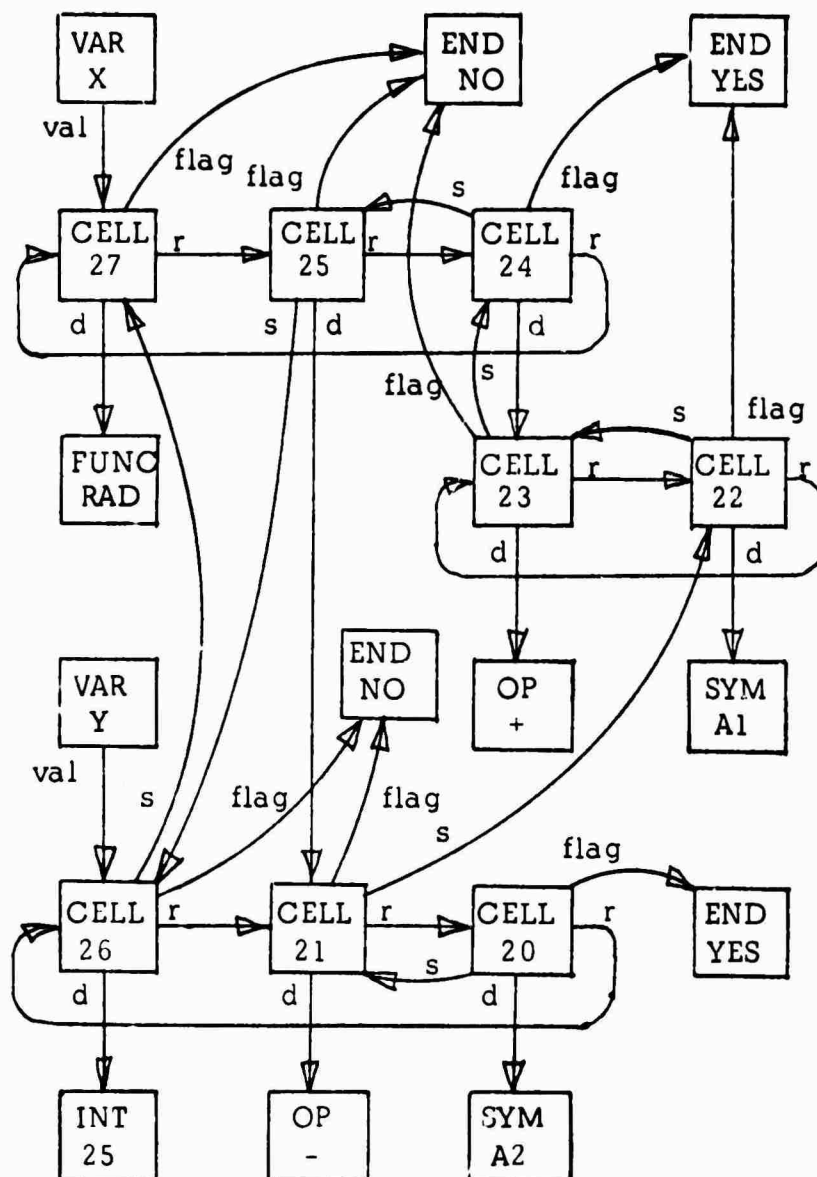 VAR
X
END
NO
END
YES
val
flag
flag
s
flag
CELL
27
r
CELL
25
r
CELL
24
r
d
s
d
d
flag
s
s
flag
FUNC
RAD
CELL
23
r
CELL
22
r
d
d
VAR
Y
END
NO
OP
+
SYM
A1
val
s
flag
flag
s
flag
CELL
26
r
CELL
21
r
CELL
20
r
END
YES
s
d
d
d
INT
25
OP
-
SYM
A2